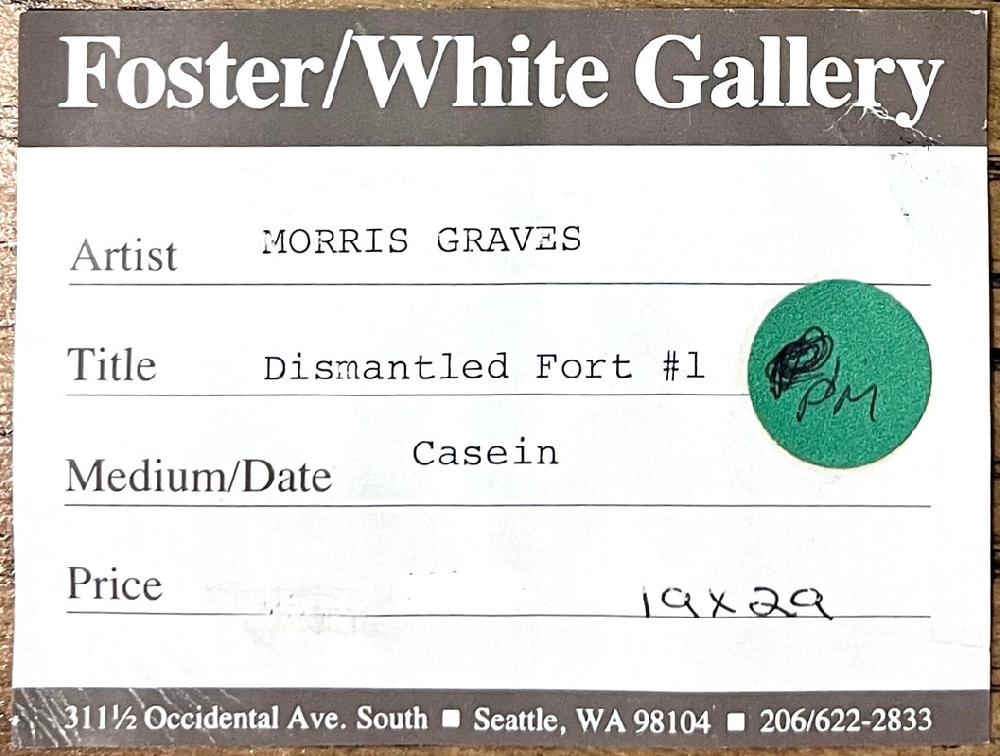 Foster/White Gallery
Artist MORRIS GRAVES
Title Dismantled Fort #1
PM
Medium/Date Casein
Price 19x29
311½ Occidental Ave. South ■ Seattle, WA 98104 ■ 206/622-2833